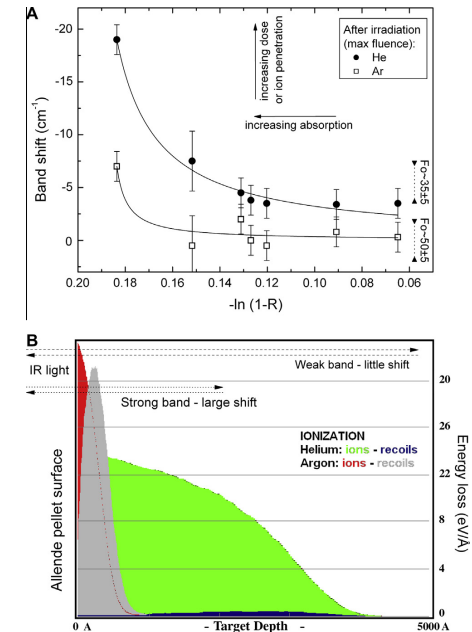 A
After irradiation
(max fluence):
He
Ar
increasing dose
or ion penetration
increasing absorption
Band shift (cm-1)
-20
-15
-10
-5
0
Fo~35±5
Fo~50±5
0.20
0.18
0.16
0.14
0.12
0.10
0.08
0.06
-ln (1-R)
B
IR light
Weak band - little shift
Strong band - large shift
IONIZATION
Helium: ions - recoils
Argon: ions - recoils
Allende pellet surface
Energy loss (eV/Å)
20
26
22
8
4
0
0 A
- Target Depth -
5000 A